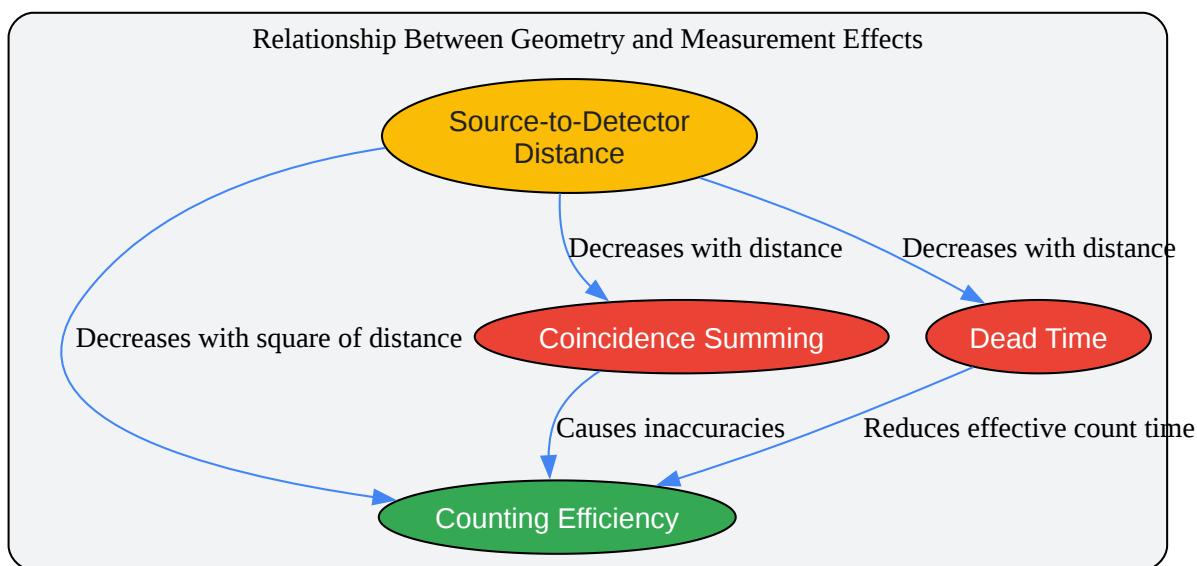 Relationship Between Geometry and Measurement Effects
Source-to-Detector
Distance
Decreases with distance
Decreases with distance
Decreases with square of distance
Coincidence Summing
Dead Time
Causes inaccuracies
Reduces effective count time
Counting Efficiency